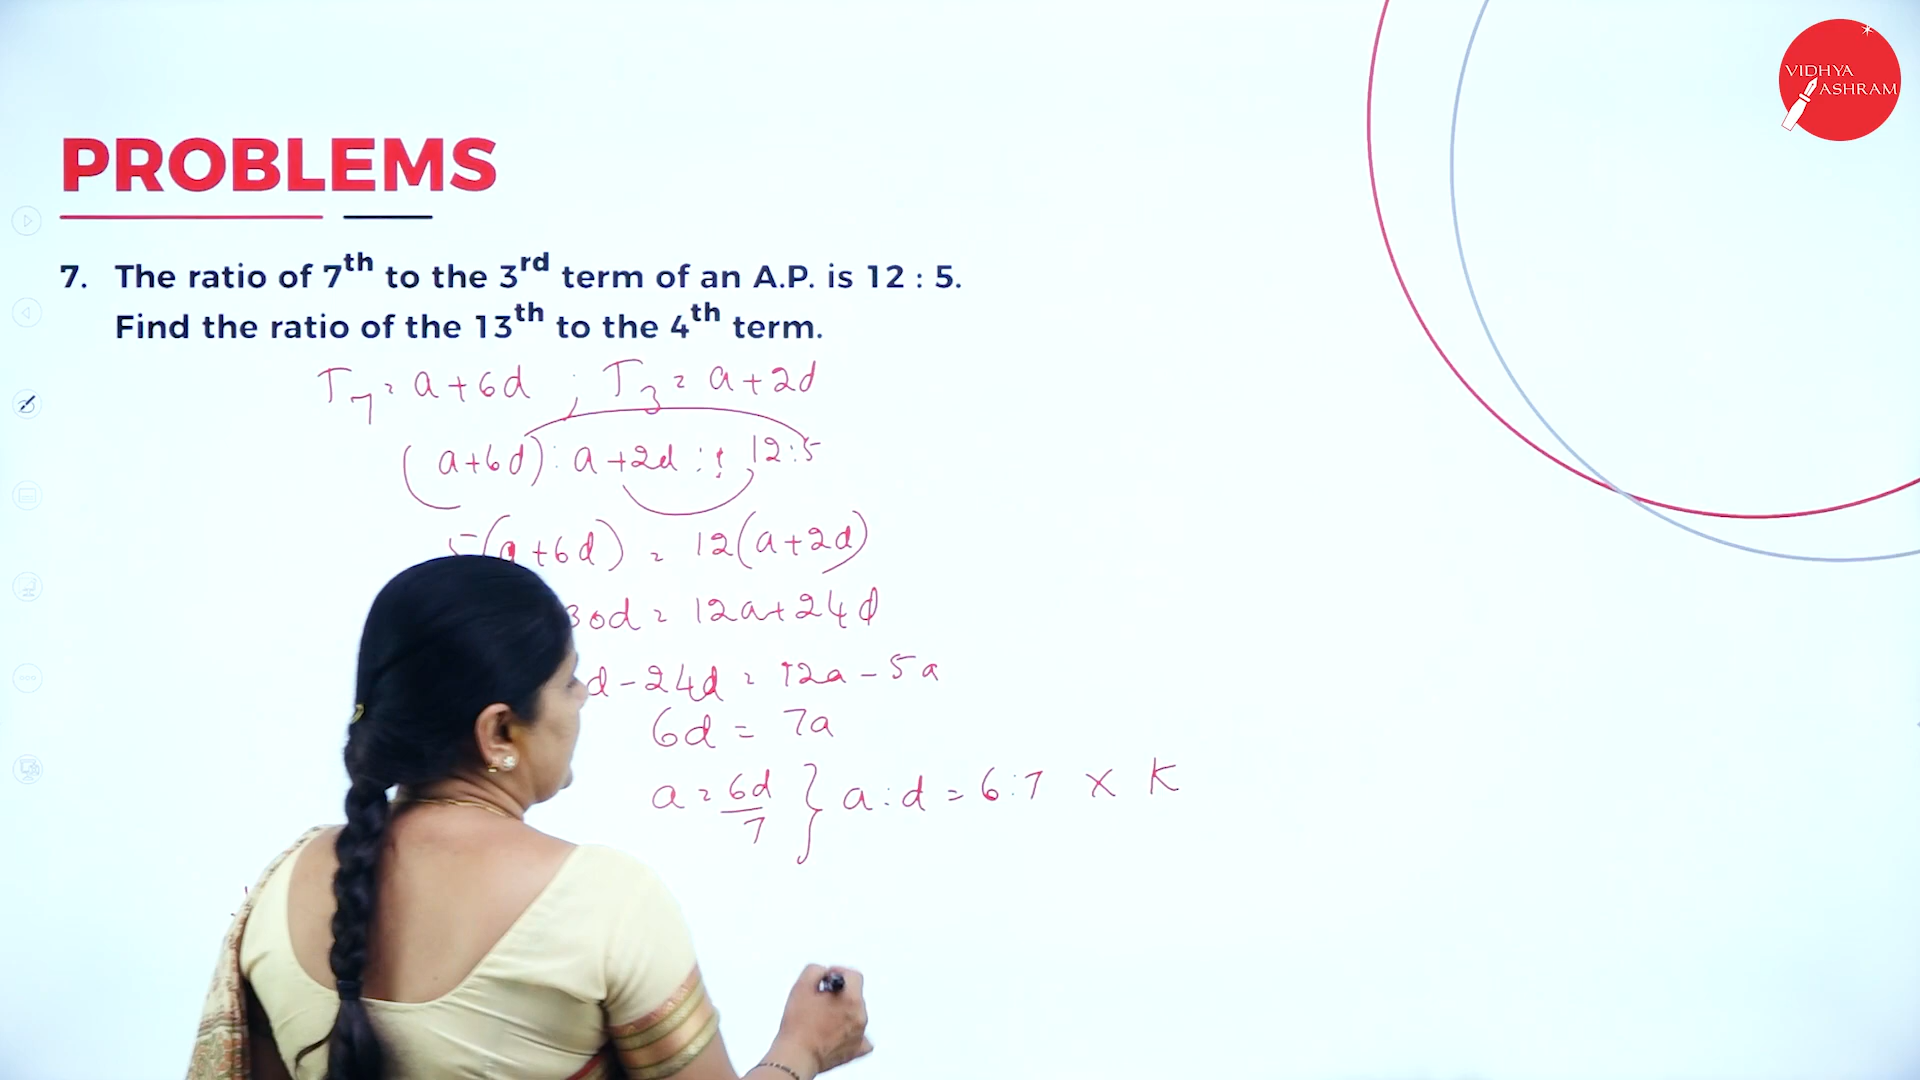 VIDHYA
ASHRAM
PROBLEMS
7. The ratio of 7th to the 3rd term of an A.P. is 12 : 5.
Find the ratio of the 13th to the 4th term.
T7 = a+6d ; T3 = a+2d
(a+6d) : a+2d :: 12:5
5(a+6d) = 12(a+2d)
30d = 12a+24d
d-24d = 12a-5a
6d = 7a
a = 6d/7 } a:d = 6:7 x K